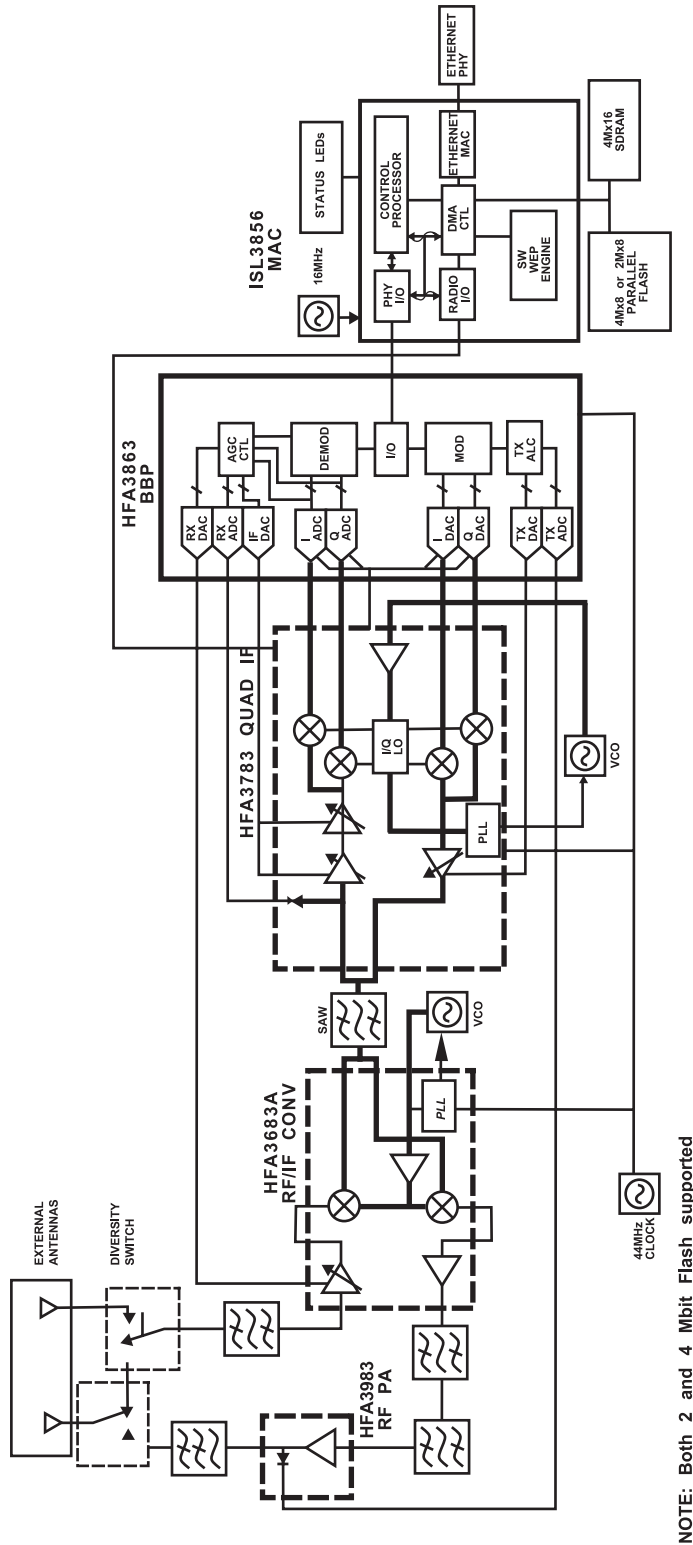 EXTERNAL
ANTENNAS
DIVERSITY
SWITCH
HFA3983
RF PA
HFA3683A
RF/IF CONV
PLL
VCO
SAW
44MHz
CLOCK
HFA3783 QUAD IF
I/Q
LO
PLL
VCO
HFA3863
BBP
RX
DAC
RX
ADC
IF
DAC
I
ADC
Q
ADC
I
DAC
Q
DAC
TX
DAC
TX
ADC
AGC
CTL
DEMOD
I/O
MOD
TX
ALC
ISL3856
MAC
16MHz
STATUS LEDs
PHY
I/O
CONTROL
PROCESSOR
RADIO
I/O
DMA
CTL
ETHERNET
MAC
SW
WEP
ENGINE
ETHERNET
PHY
4Mx8 or 2Mx8
PARALLEL
FLASH
4Mx16
SDRAM
NOTE: Both 2 and 4 Mbit Flash supported